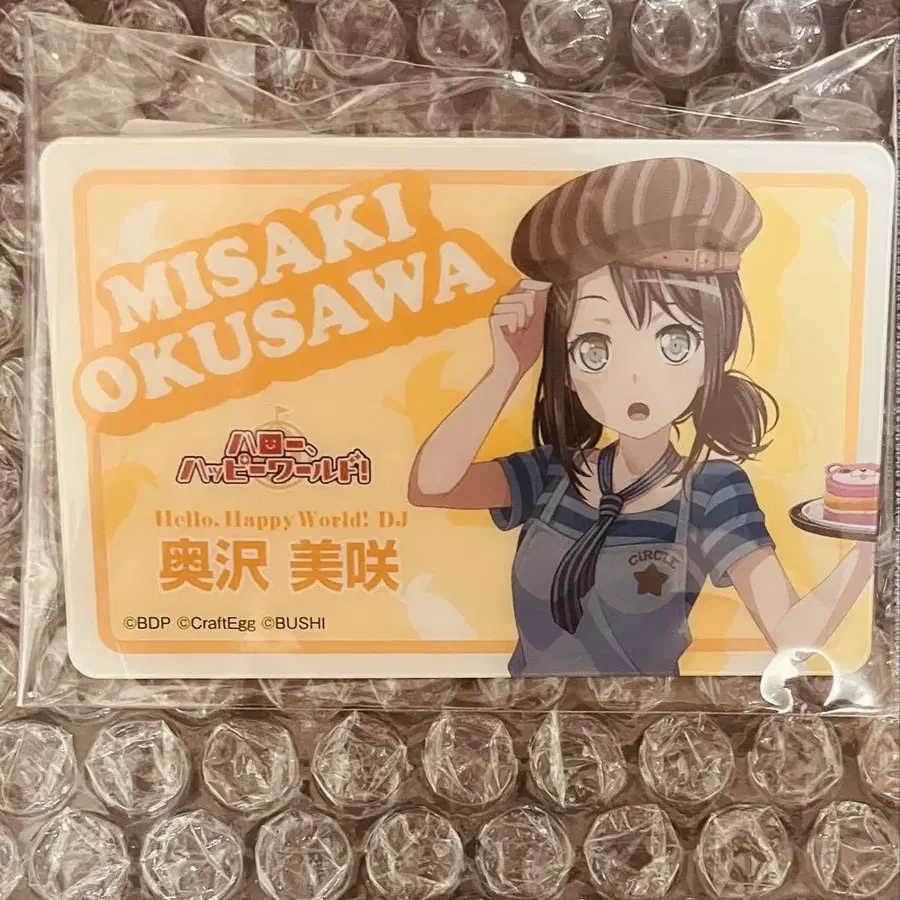 MISAKI
OKUSAWA
ハロー、
ハッピーワールド!
Hello, Happy World! DJ
奥沢 美咲
©BDP ©CraftEgg ©BUSHI
CiRCLE